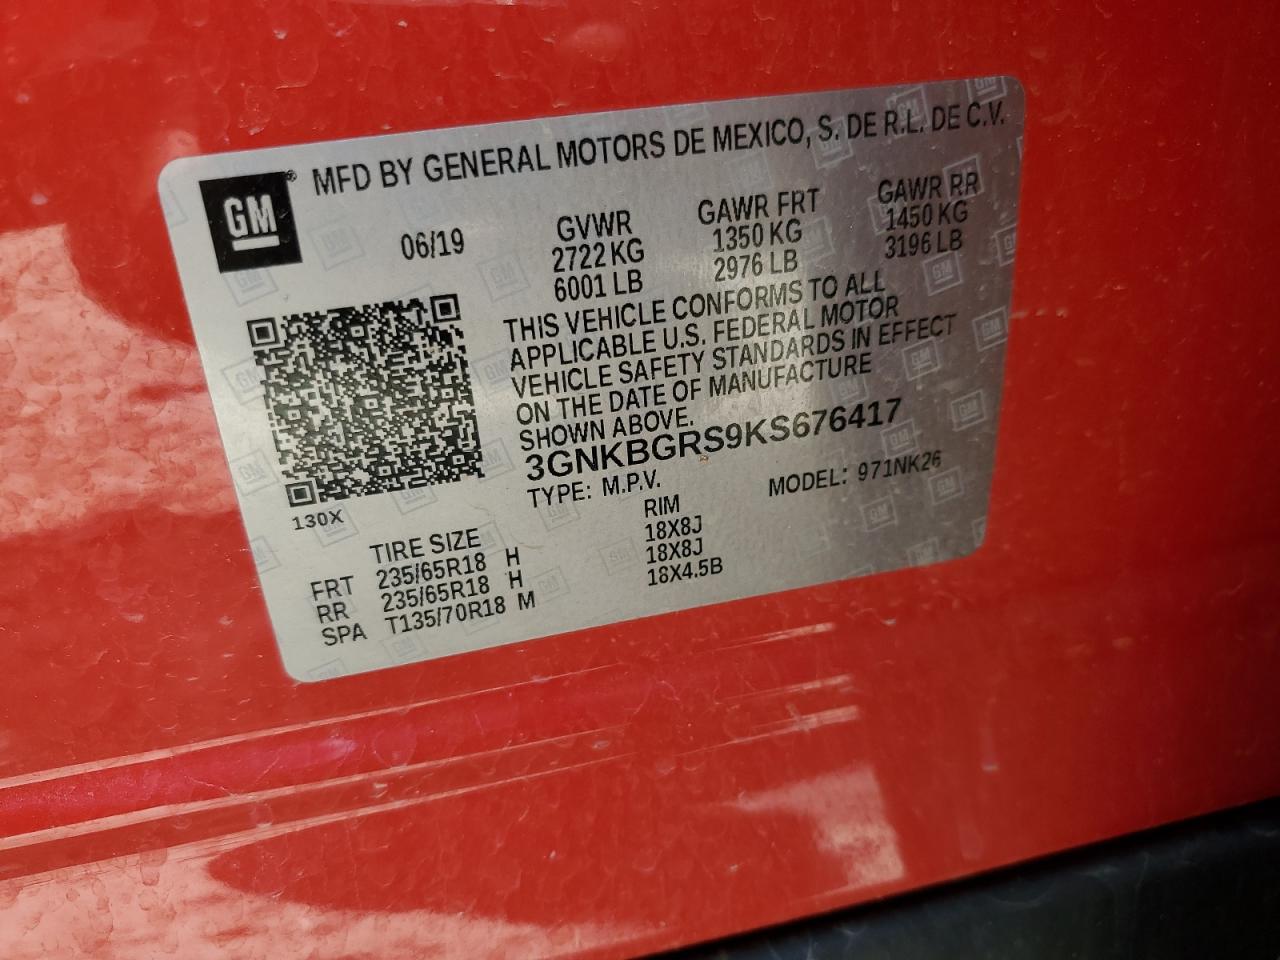 GM
MFD BY GENERAL MOTORS DE MEXICO, S. DE R.L. DE C.V.
06/19
GVWR
2722 KG
6001 LB
GAWR FRT
1350 KG
2976 LB
GAWR RR
1450 KG
3196 LB
THIS VEHICLE CONFORMS TO ALL
APPLICABLE U.S. FEDERAL MOTOR
VEHICLE SAFETY STANDARDS IN EFFECT
ON THE DATE OF MANUFACTURE
SHOWN ABOVE.
3GNKBGRS9KS676417
TYPE: M.P.V.
MODEL: 971NK26
130X
TIRE SIZE
RIM
FRT 235/65R18 H 18X8J
RR 235/65R18 H 18X8J
SPA T135/70R18 M 18X4.5B